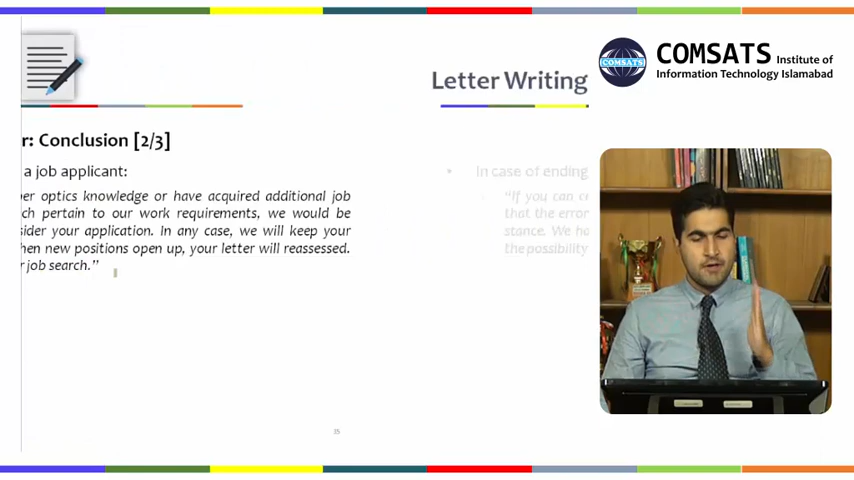 COMSATS Institute of
Information Technology Islamabad
COMSATS
Letter Writing
r: Conclusion [2/3]
a job applicant:
er optics knowledge or have acquired additional job
ch pertain to our work requirements, we would be
sider your application. In any case, we will keep your
hen new positions open up, your letter will reassessed.
r job search.”
In case of ending
“If you can c
that the error
stance. We ha
the possibility